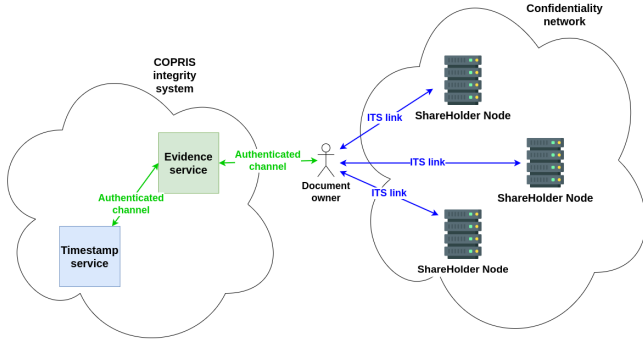 COPRIS
integrity
system
Evidence
service
Authenticated
channel
Authenticated
channel
Timestamp
service
Document
owner
Confidentiality
network
ITS link
ShareHolder Node
ITS link
ShareHolder Node
ITS link
ShareHolder Node